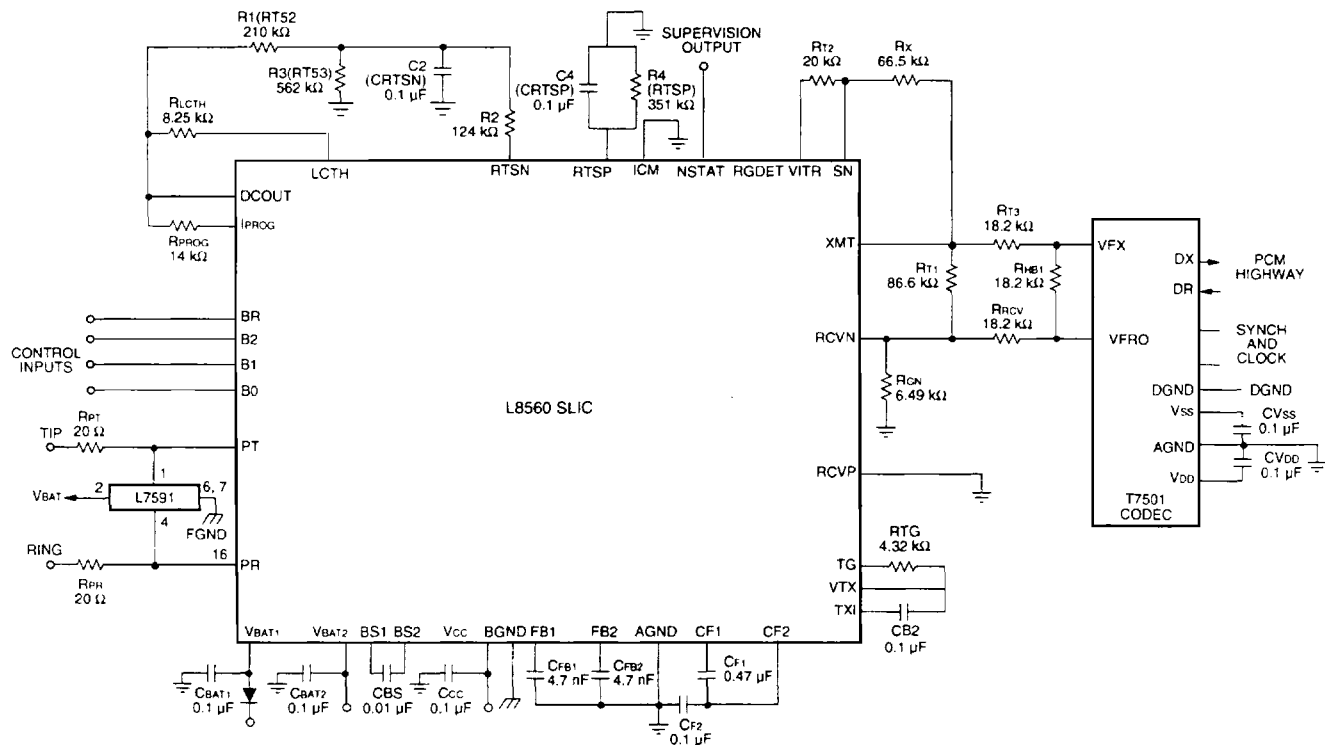 R1(RT52
210 kΩ
R3(RT53)
562 kΩ
C2
(CRTSN)
0.1 µF
RLCTH
8.25 kΩ
R2
124 kΩ
C4
(CRTSP)
0.1 µF
R4
(RTSP)
351 kΩ
SUPERVISION
OUTPUT
RT2
20 kΩ
RX
66.5 kΩ
LCTH
RTSN
RTSP
ICM
NSTAT
RGDET
VITR
SN
DCOUT
IPROG
RPROG
14 kΩ
XMT
RT3
18.2 kΩ
RT1
86.6 kΩ
RHB1
18.2 kΩ
RCVN
RRCV
18.2 kΩ
RGN
6.49 kΩ
VFX
VFRO
DX
DR
PCM
HIGHWAY
SYNCH
AND
CLOCK
DGND
DGND
VSS
CVSS
0.1 µF
AGND
CVDD
0.1 µF
VDD
T7501
CODEC
CONTROL
INPUTS
BR
B2
B1
B0
L8560 SLIC
RPT
20 Ω
TIP
PT
1
VBAT
2
L7591
6, 7
4
FGND
16
RING
PR
RPR
20 Ω
RCVP
RTG
4.32 kΩ
TG
VTX
TXI
CB2
0.1 µF
VBAT1
VBAT2
BS1
BS2
VCC
BGND
FB1
FB2
AGND
CF1
CF2
CBAT1
0.1 µF
CBAT2
0.1 µF
CBS
0.01 µF
CCC
0.1 µF
CFB1
4.7 nF
CFB2
4.7 nF
CF1
0.47 µF
CF2
0.1 µF